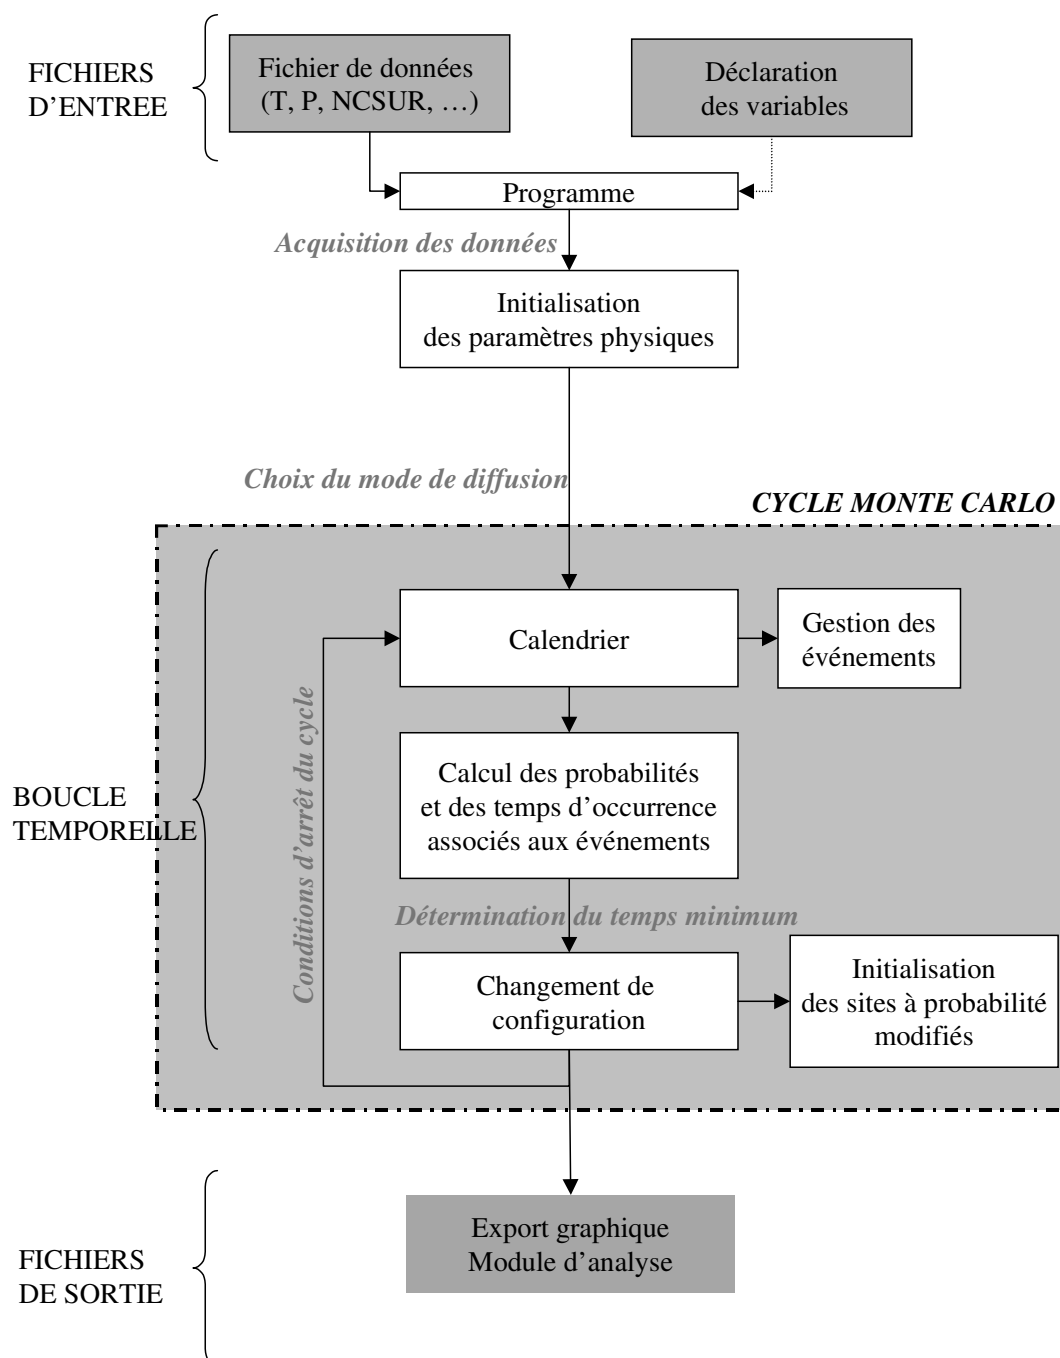 FICHIERS
D'ENTREE
Fichier de données
(T, P, NCSUR, …)
Déclaration
des variables
Programme
Acquisition des données
Initialisation
des paramètres physiques
Choix du mode de diffusion
CYCLE MONTE CARLO
Calendrier
Gestion des
événements
Conditions d'arrêt du cycle
BOUCLE
TEMPORELLE
Calcul des probabilités
et des temps d'occurrence
associés aux événements
Détermination du temps minimum
Changement de
configuration
Initialisation
des sites à probabilité
modifiés
FICHIERS
DE SORTIE
Export graphique
Module d'analyse